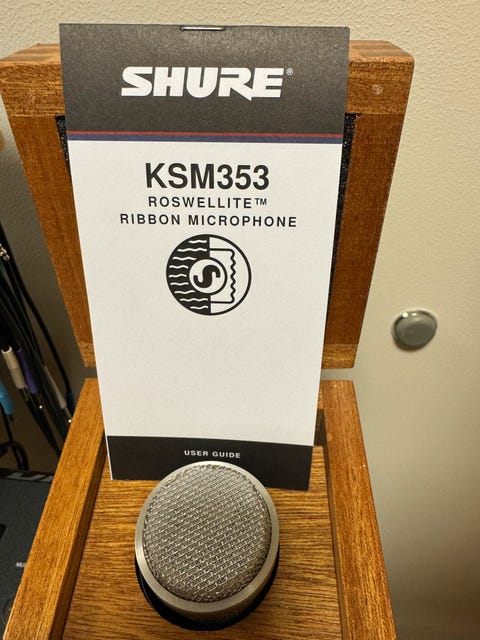 SHURE®
KSM353
ROSWELLITE™
RIBBON MICROPHONE
USER GUIDE